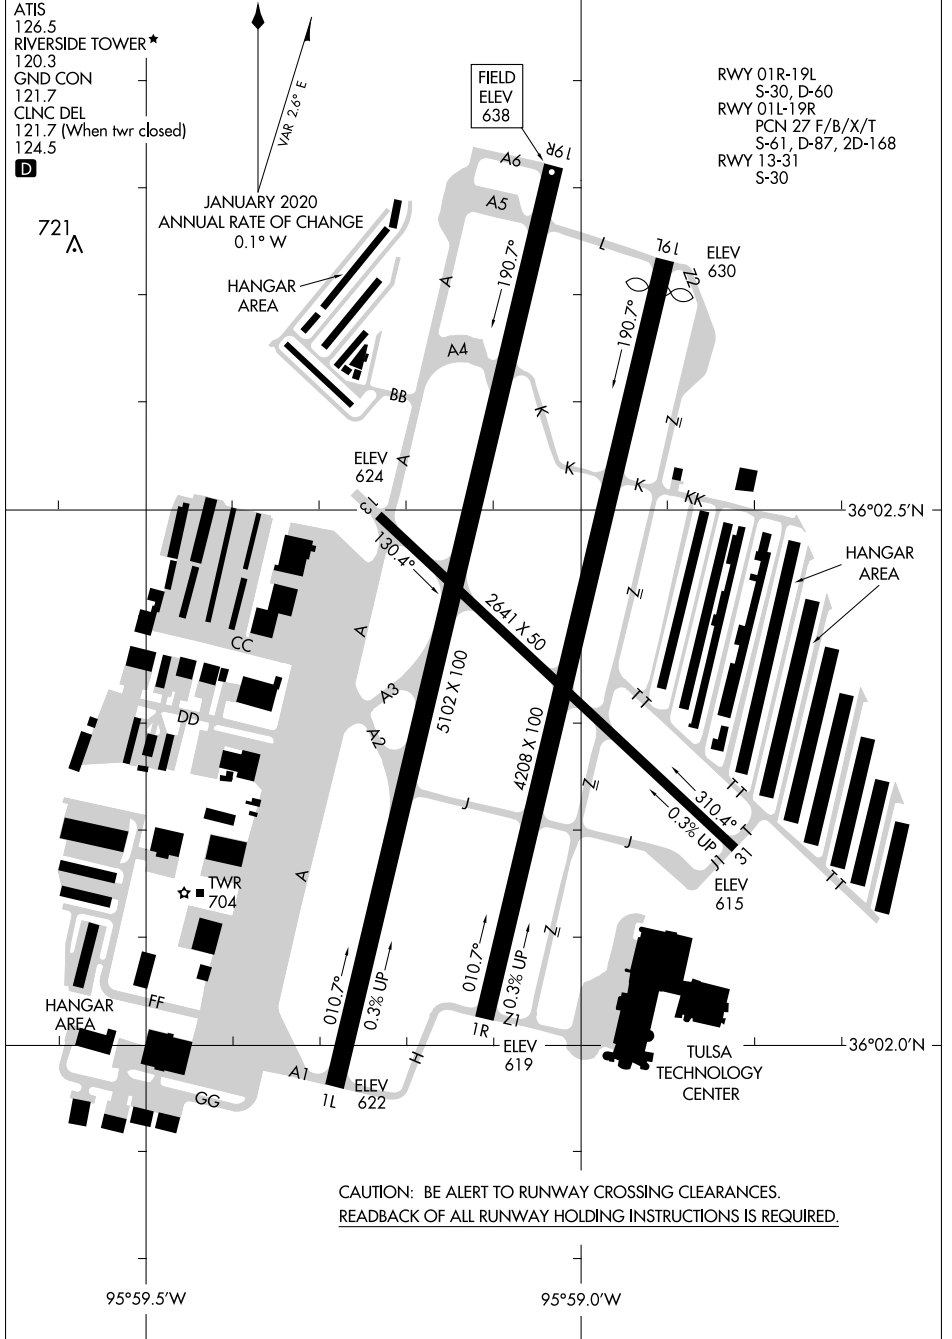 ATIS
126.5
RIVERSIDE TOWER★
120.3
GND CON
121.7
CLNC DEL
121.7 (When twr closed)
124.5
D
VAR 2.6° E
JANUARY 2020
ANNUAL RATE OF CHANGE
0.1° W
721
FIELD
ELEV
638
RWY 01R-19L
S-30, D-60
RWY 01L-19R
PCN 27 F/B/X/T
S-61, D-87, 2D-168
RWY 13-31
S-30
A6
19R
A5
L
19L
ELEV
630
Z2
HANGAR
AREA
A
190.7°
190.7°
A4
BB
K
Z
A
ELEV
624
K
K
KK
13
36°02.5'N
130.4°
HANGAR
AREA
2641 X 50
Z
A
CC
5102 X 100
A3
TT
DD
A2
4208 X 100
J
Z
TT
310.4°
0.3% UP
T
J
JJ
31
ELEV
615
TT
A
TWR
704
Z
010.7°
0.3% UP
010.7°
0.3% UP
HANGAR
AREA
FF
1R
Z1
ELEV
619
36°02.0'N
TULSA
TECHNOLOGY
CENTER
H
A1
GG
1L
ELEV
622
CAUTION: BE ALERT TO RUNWAY CROSSING CLEARANCES.
READBACK OF ALL RUNWAY HOLDING INSTRUCTIONS IS REQUIRED.
95°59.5'W
95°59.0'W